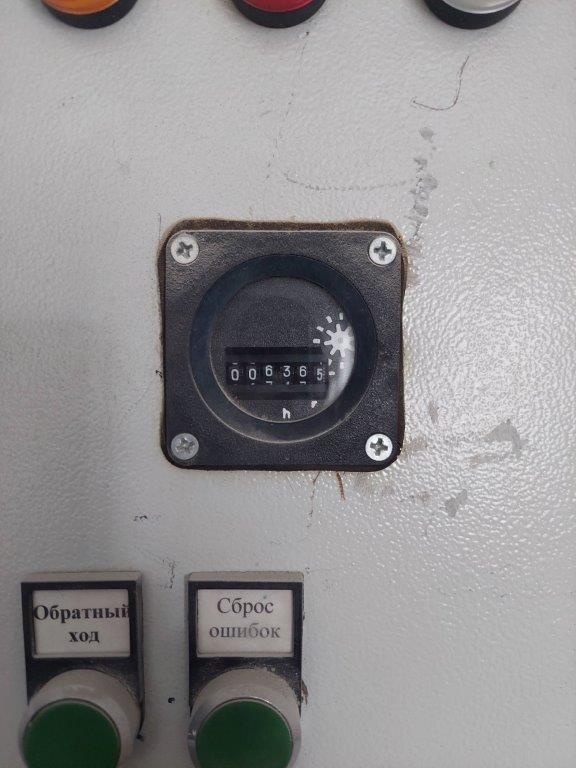 006365
h
Обратный
ход
Сброс
ошибок